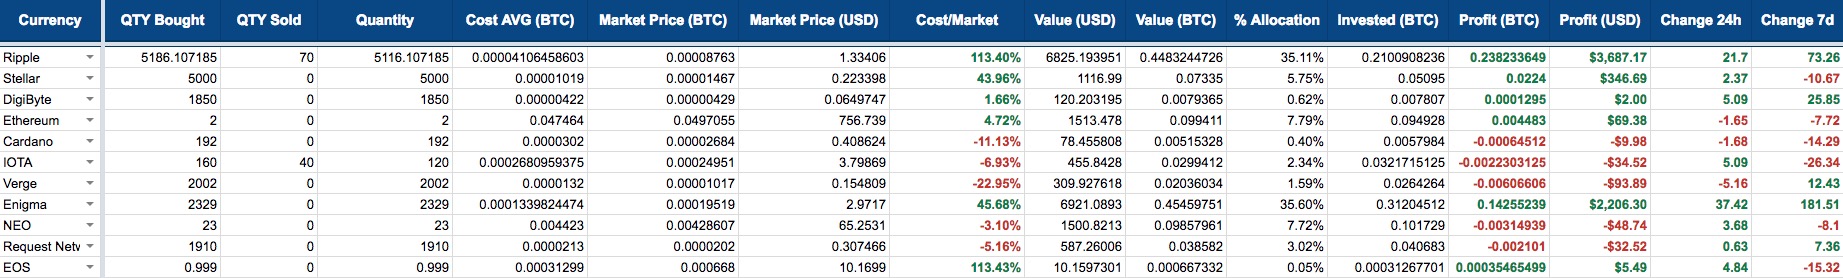 Currency QTY Bought QTY Sold Quantity Cost AVG (BTC) Market Price (BTC) Market Price (USD) Cost/Market Value (USD) Value (BTC) % Allocation Invested (BTC) Profit (BTC) Profit (USD) Change 24h Change 7d
Ripple 5186.107185 70 5116.107185 0.00004106458603 0.00008763 1.33406 113.40% 6825.193951 0.4483244726 35.11% 0.2100908236 0.238233649 $3,687.17 21.7 73.26
Stellar 5000 0 5000 0.00001019 0.00001467 0.223398 43.96% 1116.99 0.07335 5.75% 0.05095 0.0224 $346.69 2.37 -10.67
DigiByte 1850 0 1850 0.00000422 0.00000429 0.0649747 1.66% 120.203195 0.0079365 0.62% 0.007807 0.0001295 $2.00 5.09 25.85
Ethereum 2 0 2 0.047464 0.0497055 756.739 4.72% 1513.478 0.099411 7.79% 0.094928 0.004483 $69.38 -1.65 -7.72
Cardano 192 0 192 0.0000302 0.00002684 0.408624 -11.13% 78.455808 0.00515328 0.40% 0.0057984 -0.00064512 -$9.98 -1.68 -14.29
IOTA 160 40 120 0.0002680959375 0.00024951 3.79869 -6.93% 455.8428 0.0299412 2.34% 0.0321715125 -0.0022303125 -$34.52 5.09 -26.34
Verge 2002 0 2002 0.0000132 0.00001017 0.154809 -22.95% 309.927618 0.02036034 1.59% 0.0264264 -0.00606606 -$93.89 -5.16 12.43
Enigma 2329 0 2329 0.0001339824474 0.00019519 2.9717 45.68% 6921.0893 0.45459751 35.60% 0.31204512 0.14255239 $2,206.30 37.42 181.51
NEO 23 0 23 0.004423 0.00428607 65.2531 -3.10% 1500.8213 0.09857961 7.72% 0.101729 -0.00314939 -$48.74 3.68 -8.1
Request Netw 1910 0 1910 0.0000213 0.0000202 0.307466 -5.16% 587.26006 0.038582 3.02% 0.040683 -0.002101 -$32.52 0.63 7.36
EOS 0.999 0 0.999 0.00031299 0.000668 10.1699 113.43% 10.1597301 0.000667332 0.05% 0.00031267701 0.00035465499 $5.49 4.84 -15.32